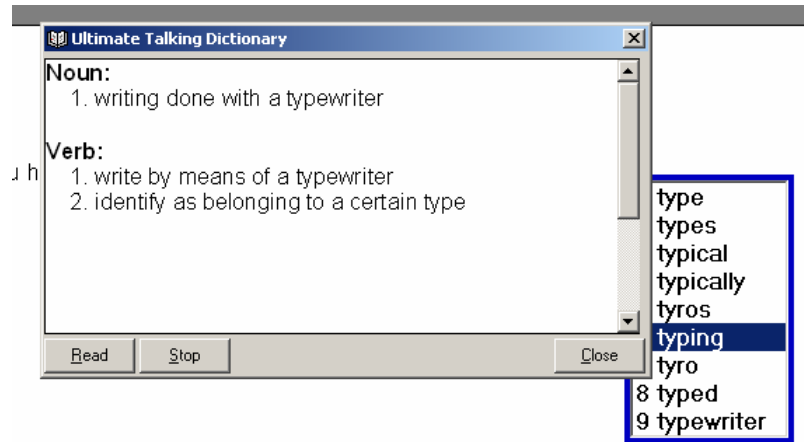 Ultimate Talking Dictionary
Noun:
1. writing done with a typewriter
Verb:
1. write by means of a typewriter
2. identify as belonging to a certain type
Read
Stop
Close
type
types
typical
typically
tyros
typing
tyro
8 typed
9 typewriter